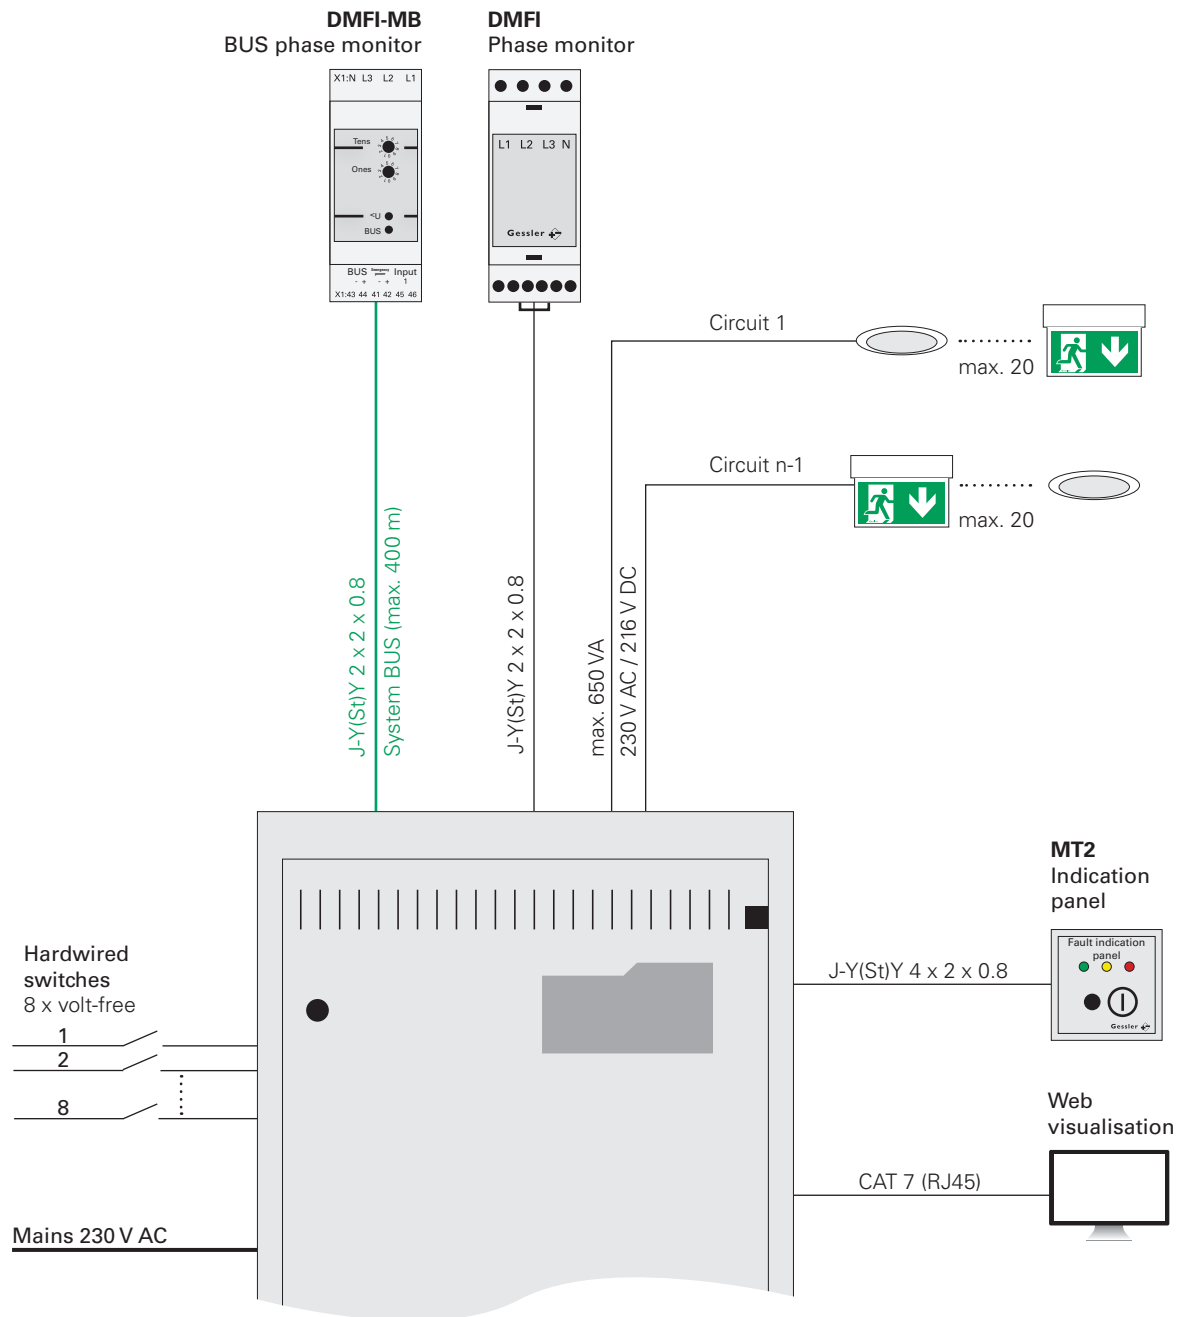 DMFI-MB
BUS phase monitor
DMFI
Phase monitor
X1:N L3 L2 L1
Tens
Ones
<U
BUS
BUS Emergency power Input
- + - + 1
X1:43 44 41 42 45 46
L1 L2 L3 N
Gessler
Circuit 1
max. 20
Circuit n-1
max. 20
J-Y(St)Y 2 x 2 x 0.8
System BUS (max. 400 m)
J-Y(St)Y 2 x 2 x 0.8
max. 650 VA
230 V AC / 216 V DC
MT2
Indication
panel
Fault indication
panel
Gessler
J-Y(St)Y 4 x 2 x 0.8
Hardwired
switches
8 x volt-free
1
2
8
Web
visualisation
CAT 7 (RJ45)
Mains 230 V AC